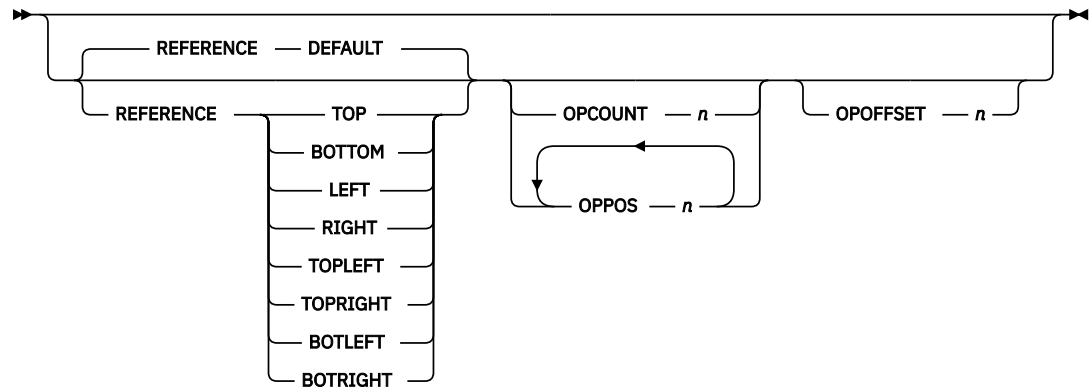 REFERENCE DEFAULT
REFERENCE TOP OPCOUNT n OPOFFSET n
BOTTOM
LEFT
OPPOS n
RIGHT
TOPLEFT
TOPRIGHT
BOTLEFT
BOTRIGHT